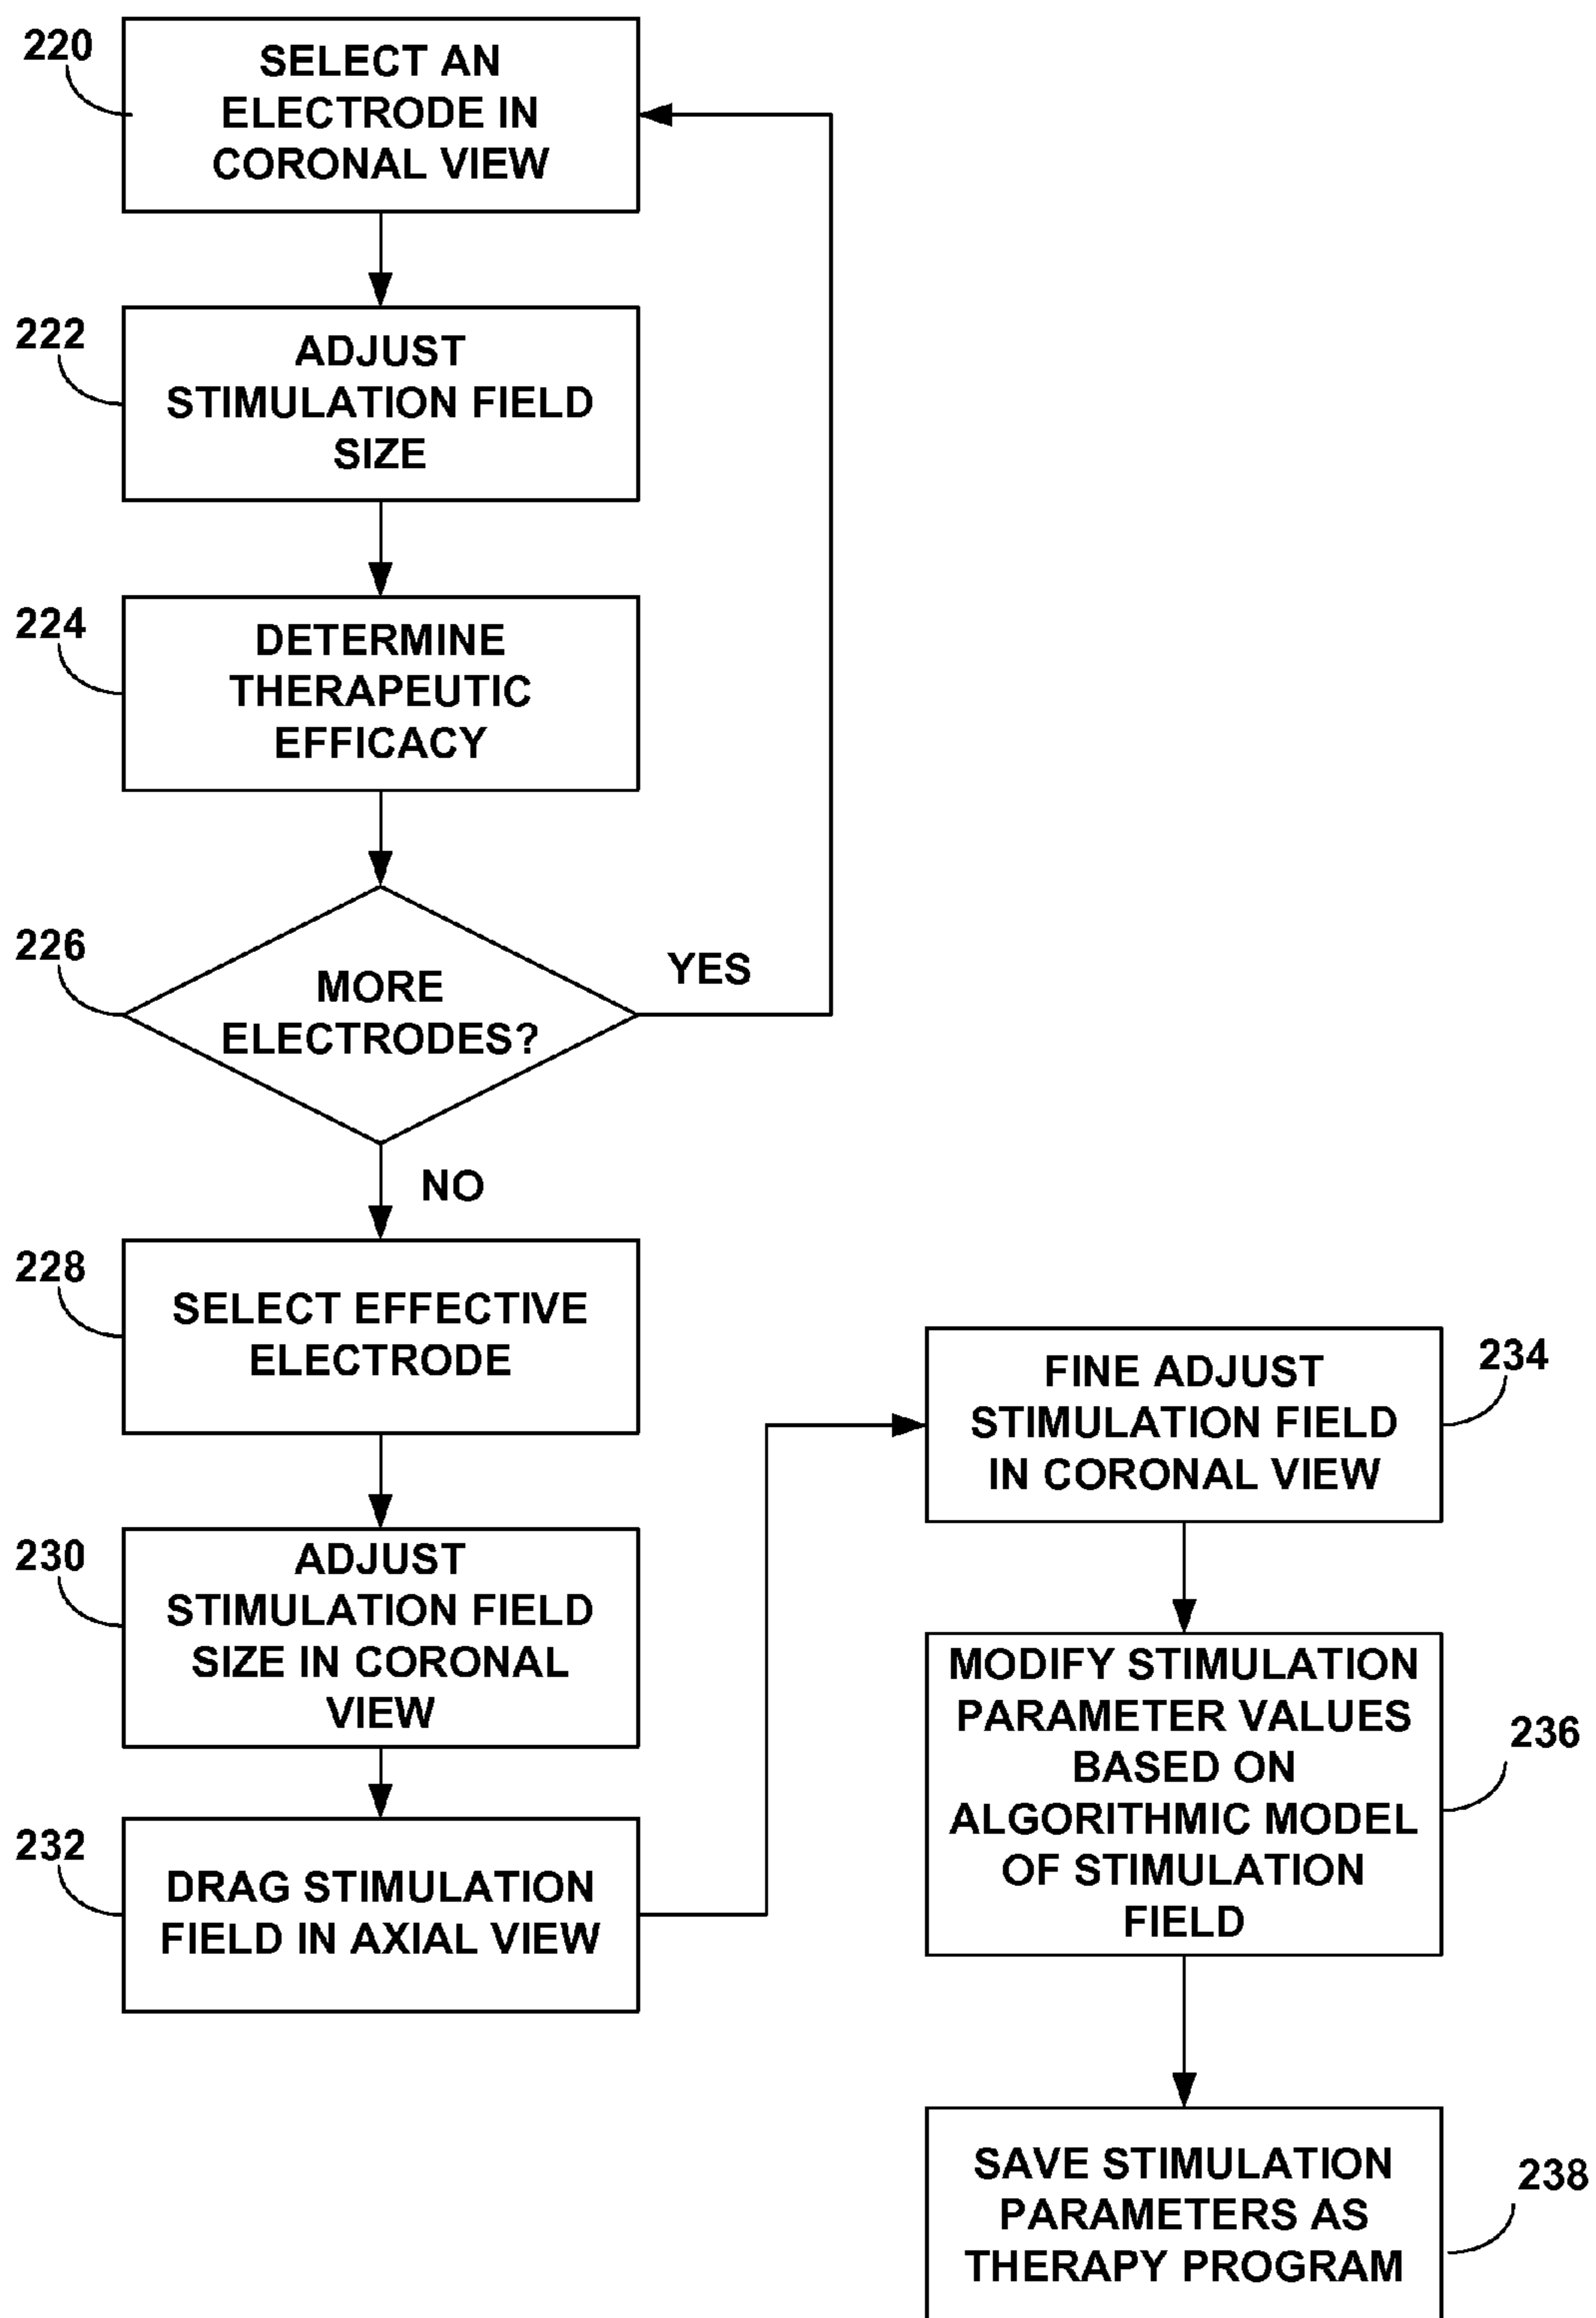 220
SELECT AN
ELECTRODE IN
CORONAL VIEW
222
ADJUST
STIMULATION FIELD
SIZE
224
DETERMINE
THERAPEUTIC
EFFICACY
226
MORE
ELECTRODES?
YES
NO
228
SELECT EFFECTIVE
ELECTRODE
230
ADJUST
STIMULATION FIELD
SIZE IN CORONAL
VIEW
232
DRAG STIMULATION
FIELD IN AXIAL VIEW
234
FINE ADJUST
STIMULATION FIELD
IN CORONAL VIEW
236
MODIFY STIMULATION
PARAMETER VALUES
BASED ON
ALGORITHMIC MODEL
OF STIMULATION
FIELD
238
SAVE STIMULATION
PARAMETERS AS
THERAPY PROGRAM